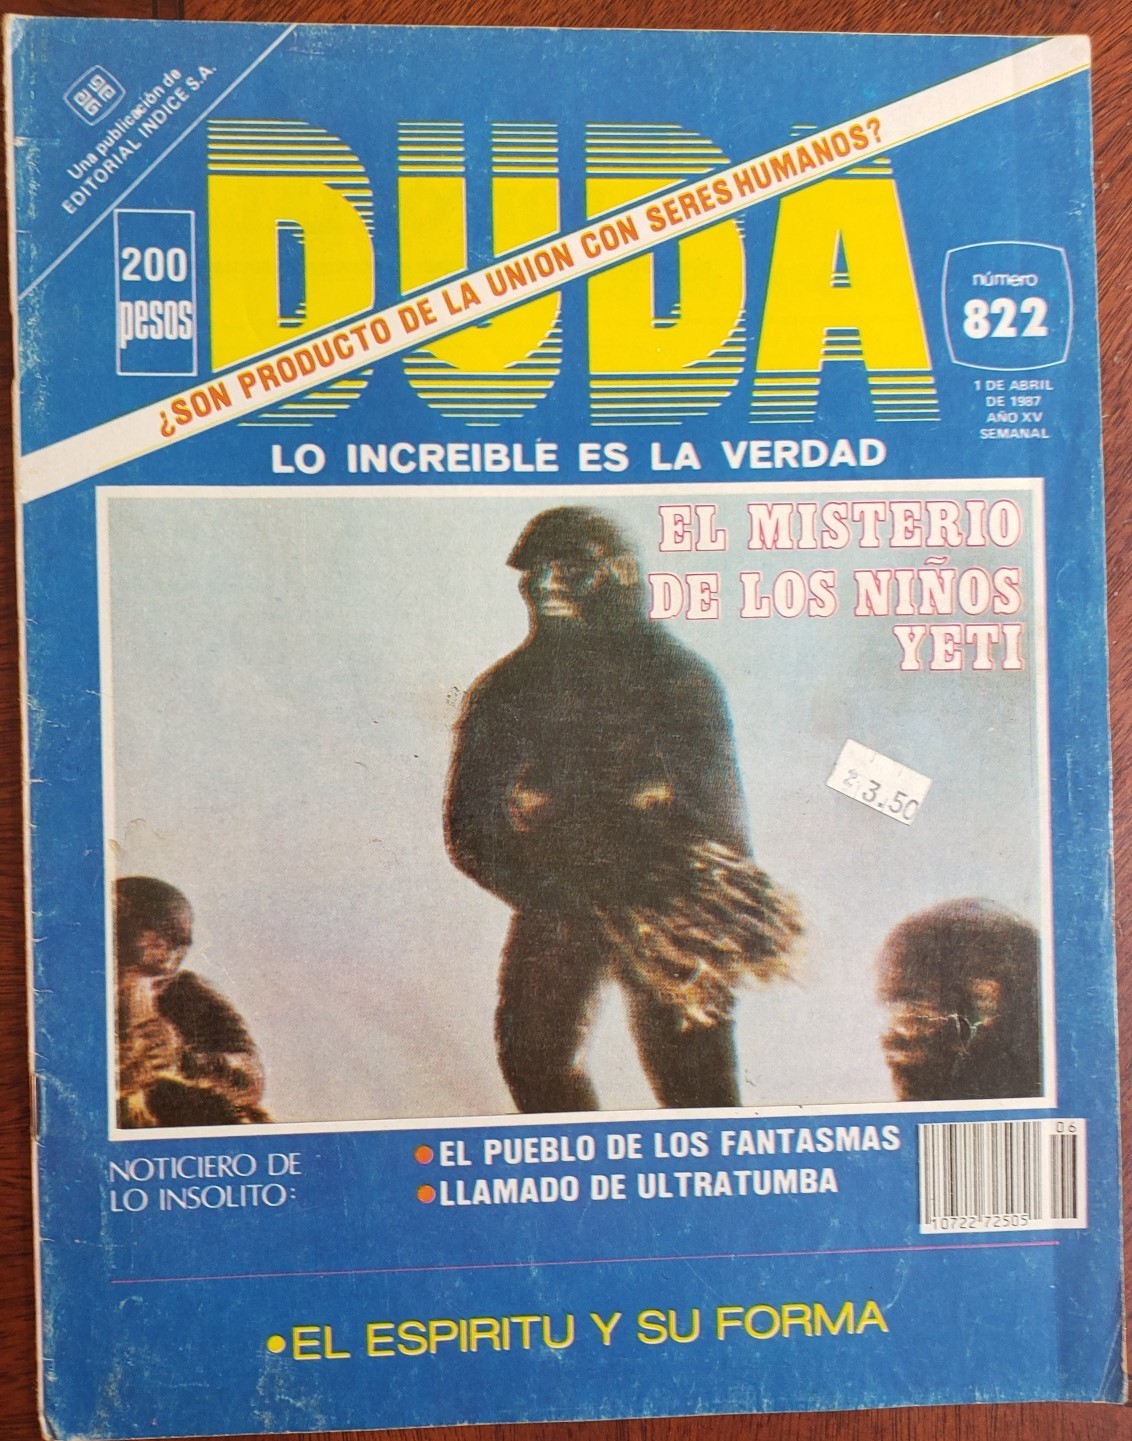 Una publicación de
EDITORIAL INDICE S.A.
200
pesos
DUDA
¿SON PRODUCTO DE LA UNION CON SERES HUMANOS?
número
822
1 DE ABRIL
DE 1987
AÑO XV
SEMANAL
LO INCREIBLE ES LA VERDAD
EL MISTERIO
DE LOS NIÑOS
YETI
3.50
NOTICIERO DE
LO INSOLITO:
EL PUEBLO DE LOS FANTASMAS
LLAMADO DE ULTRATUMBA
06
10722 72505
EL ESPIRITU Y SU FORMA